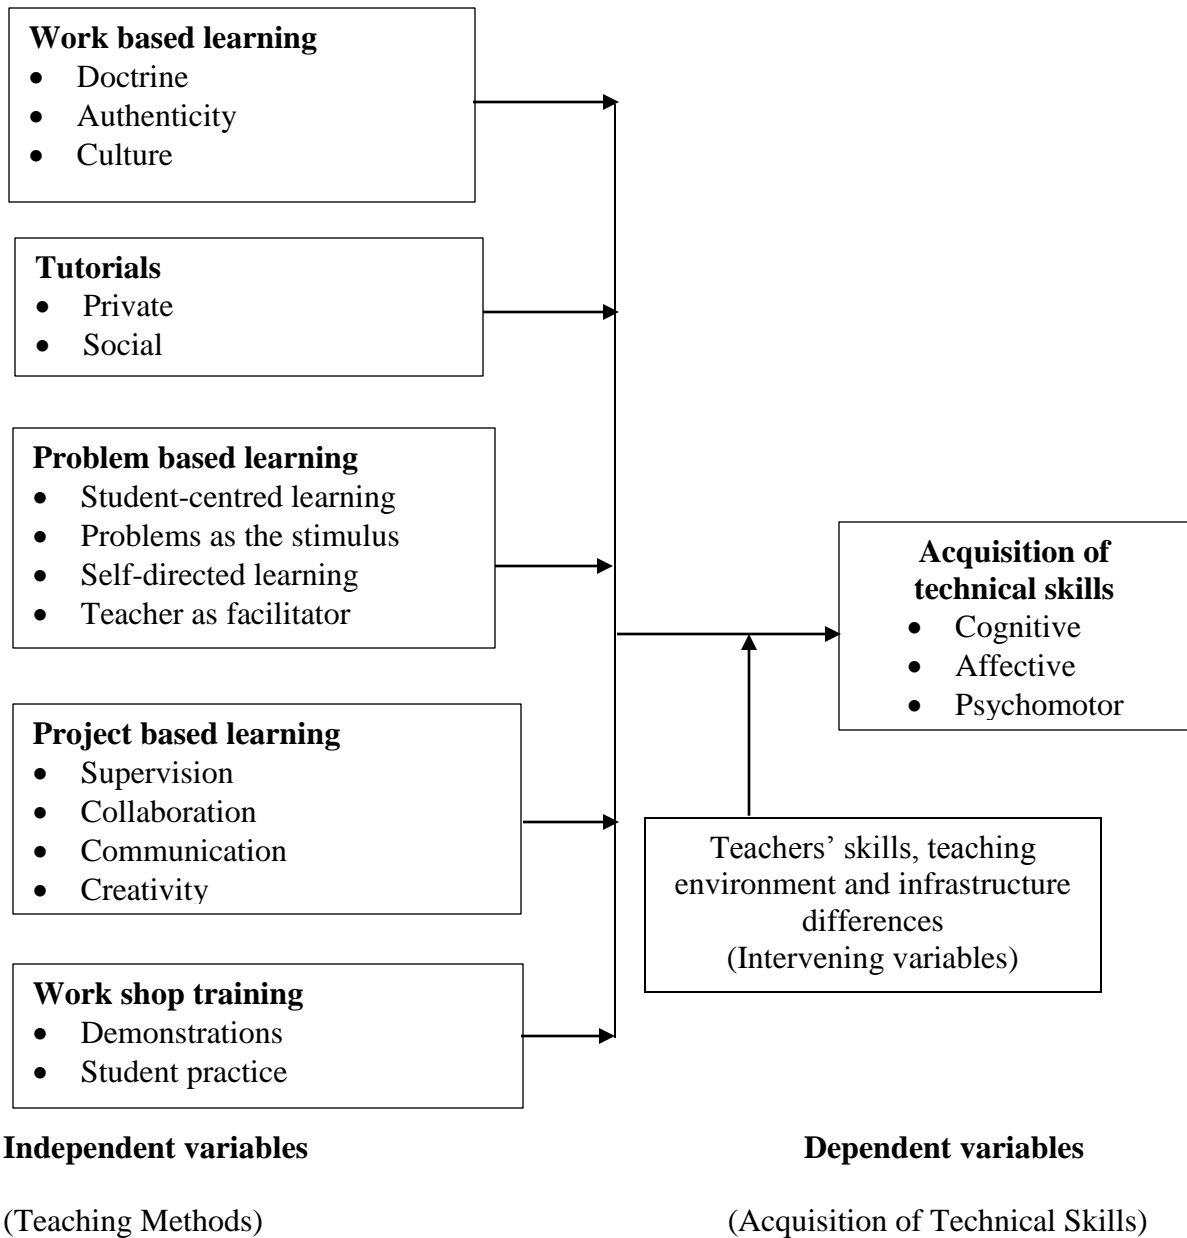 Work based learning
• Doctrine
• Authenticity
• Culture
Tutorials
• Private
• Social
Problem based learning
• Student-centred learning
• Problems as the stimulus
• Self-directed learning
• Teacher as facilitator
Project based learning
• Supervision
• Collaboration
• Communication
• Creativity
Work shop training
• Demonstrations
• Student practice
Acquisition of
technical skills
• Cognitive
• Affective
• Psychomotor
Teachers’ skills, teaching
environment and infrastructure
differences
(Intervening variables)
Independent variables
Dependent variables
(Teaching Methods)
(Acquisition of Technical Skills)